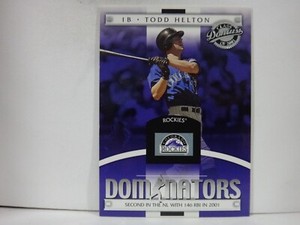 1B • TODD HELTON
Donruss
ROCKIES
ROCKIES
DOMINATORS
SECOND IN THE NL WITH 146 RBI IN 2001